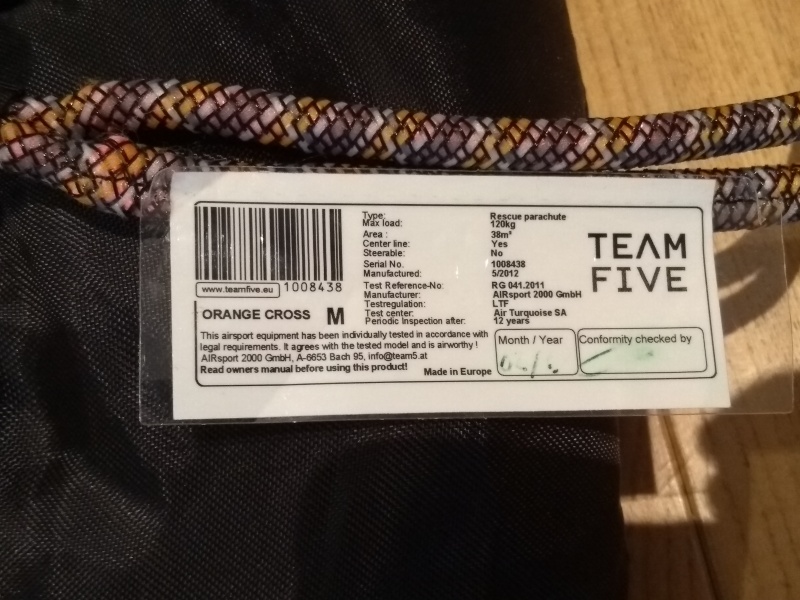 www.teamfive.eu 1008438
ORANGE CROSS M
Type: Rescue parachute
Max load: 120kg
Area : 38m²
Center line: Yes
Steerable: No
Serial No. 1008438
Manufactured: 5/2012
Test Reference-No: RG 041.2011
Manufacturer: AIRsport 2000 GmbH
Testregulation: LTF
Test center: Air Turquoise SA
Periodic Inspection after: 12 years
TEAM
FIVE
This airsport equipment has been individually tested in accordance with
legal requirements. It agrees with the tested model and is airworthy !
AIRsport 2000 GmbH, A-6653 Bach 95, info@team5.at
Read owners manual before using this product! Made in Europe
Month / Year
Conformity checked by